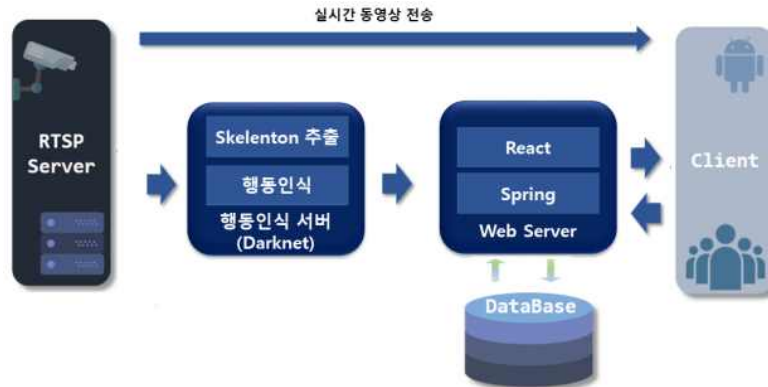 실시간 동영상 전송
RTSP
Server
Skelenton 추출
행동인식
행동인식 서버
(Darknet)
React
Spring
Web Server
Client
DataBase